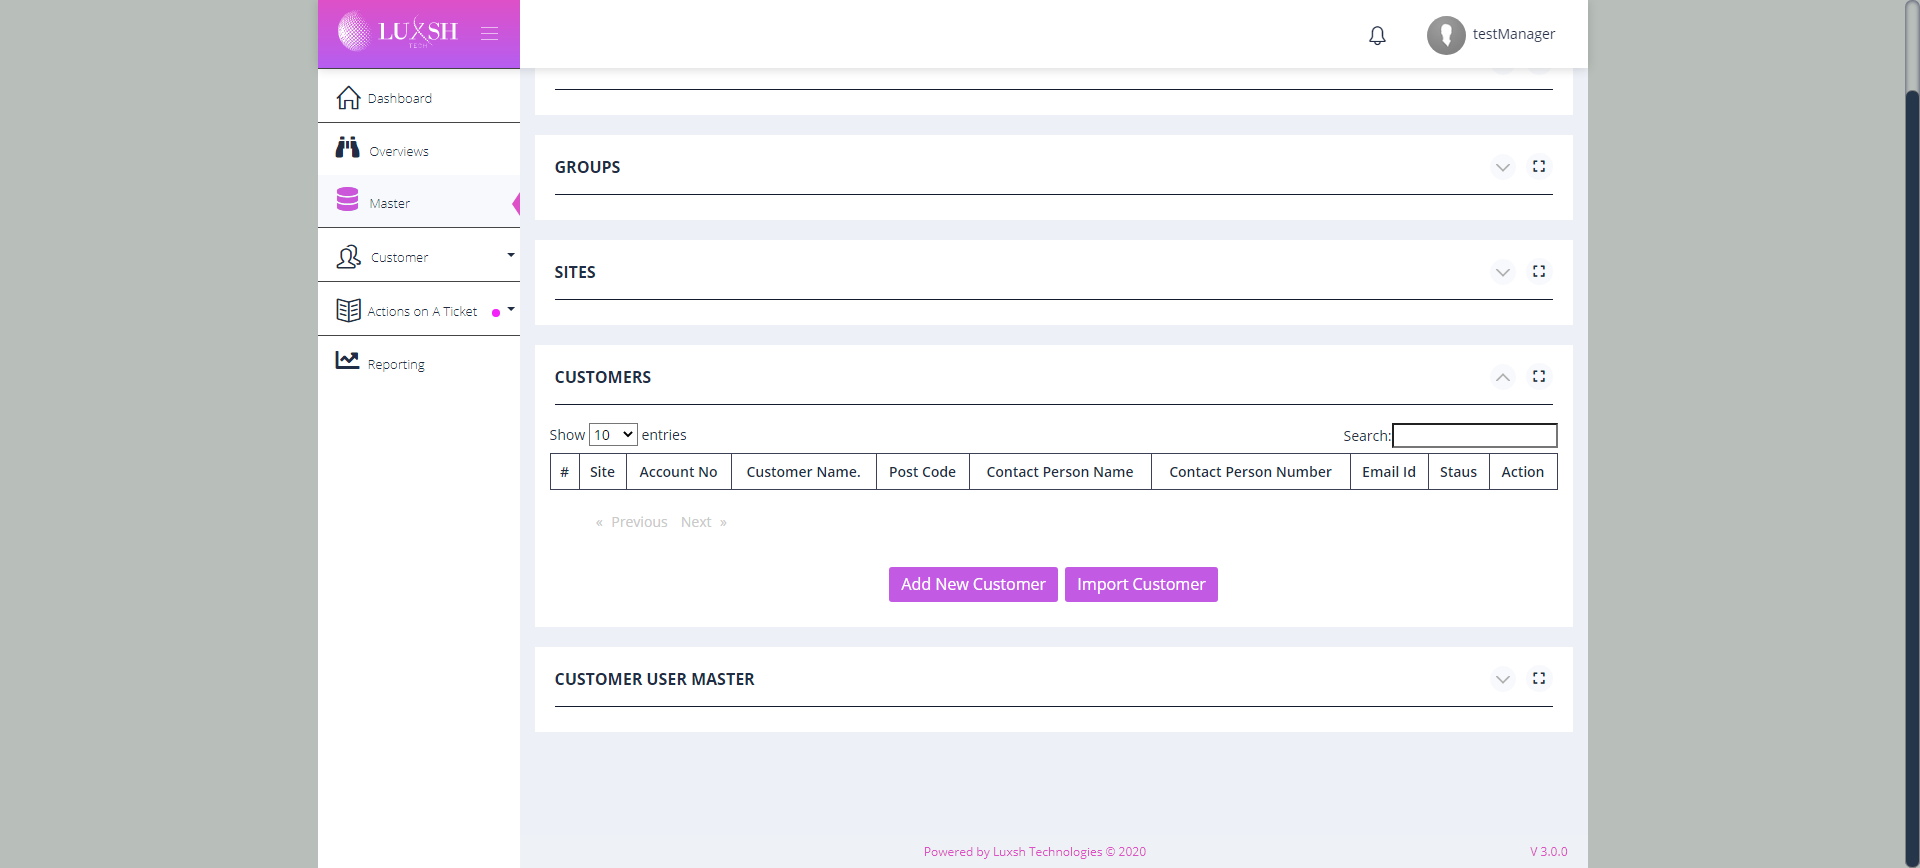 LUXSH
TECH
testManager
Dashboard
Overviews
Master
Customer
Actions on A Ticket
Reporting
GROUPS
SITES
CUSTOMERS
Show 10 entries
Search:
# Site Account No Customer Name. Post Code Contact Person Name Contact Person Number Email Id Staus Action
« Previous Next »
Add New Customer Import Customer
CUSTOMER USER MASTER
Powered by Luxsh Technologies © 2020
V 3.0.0